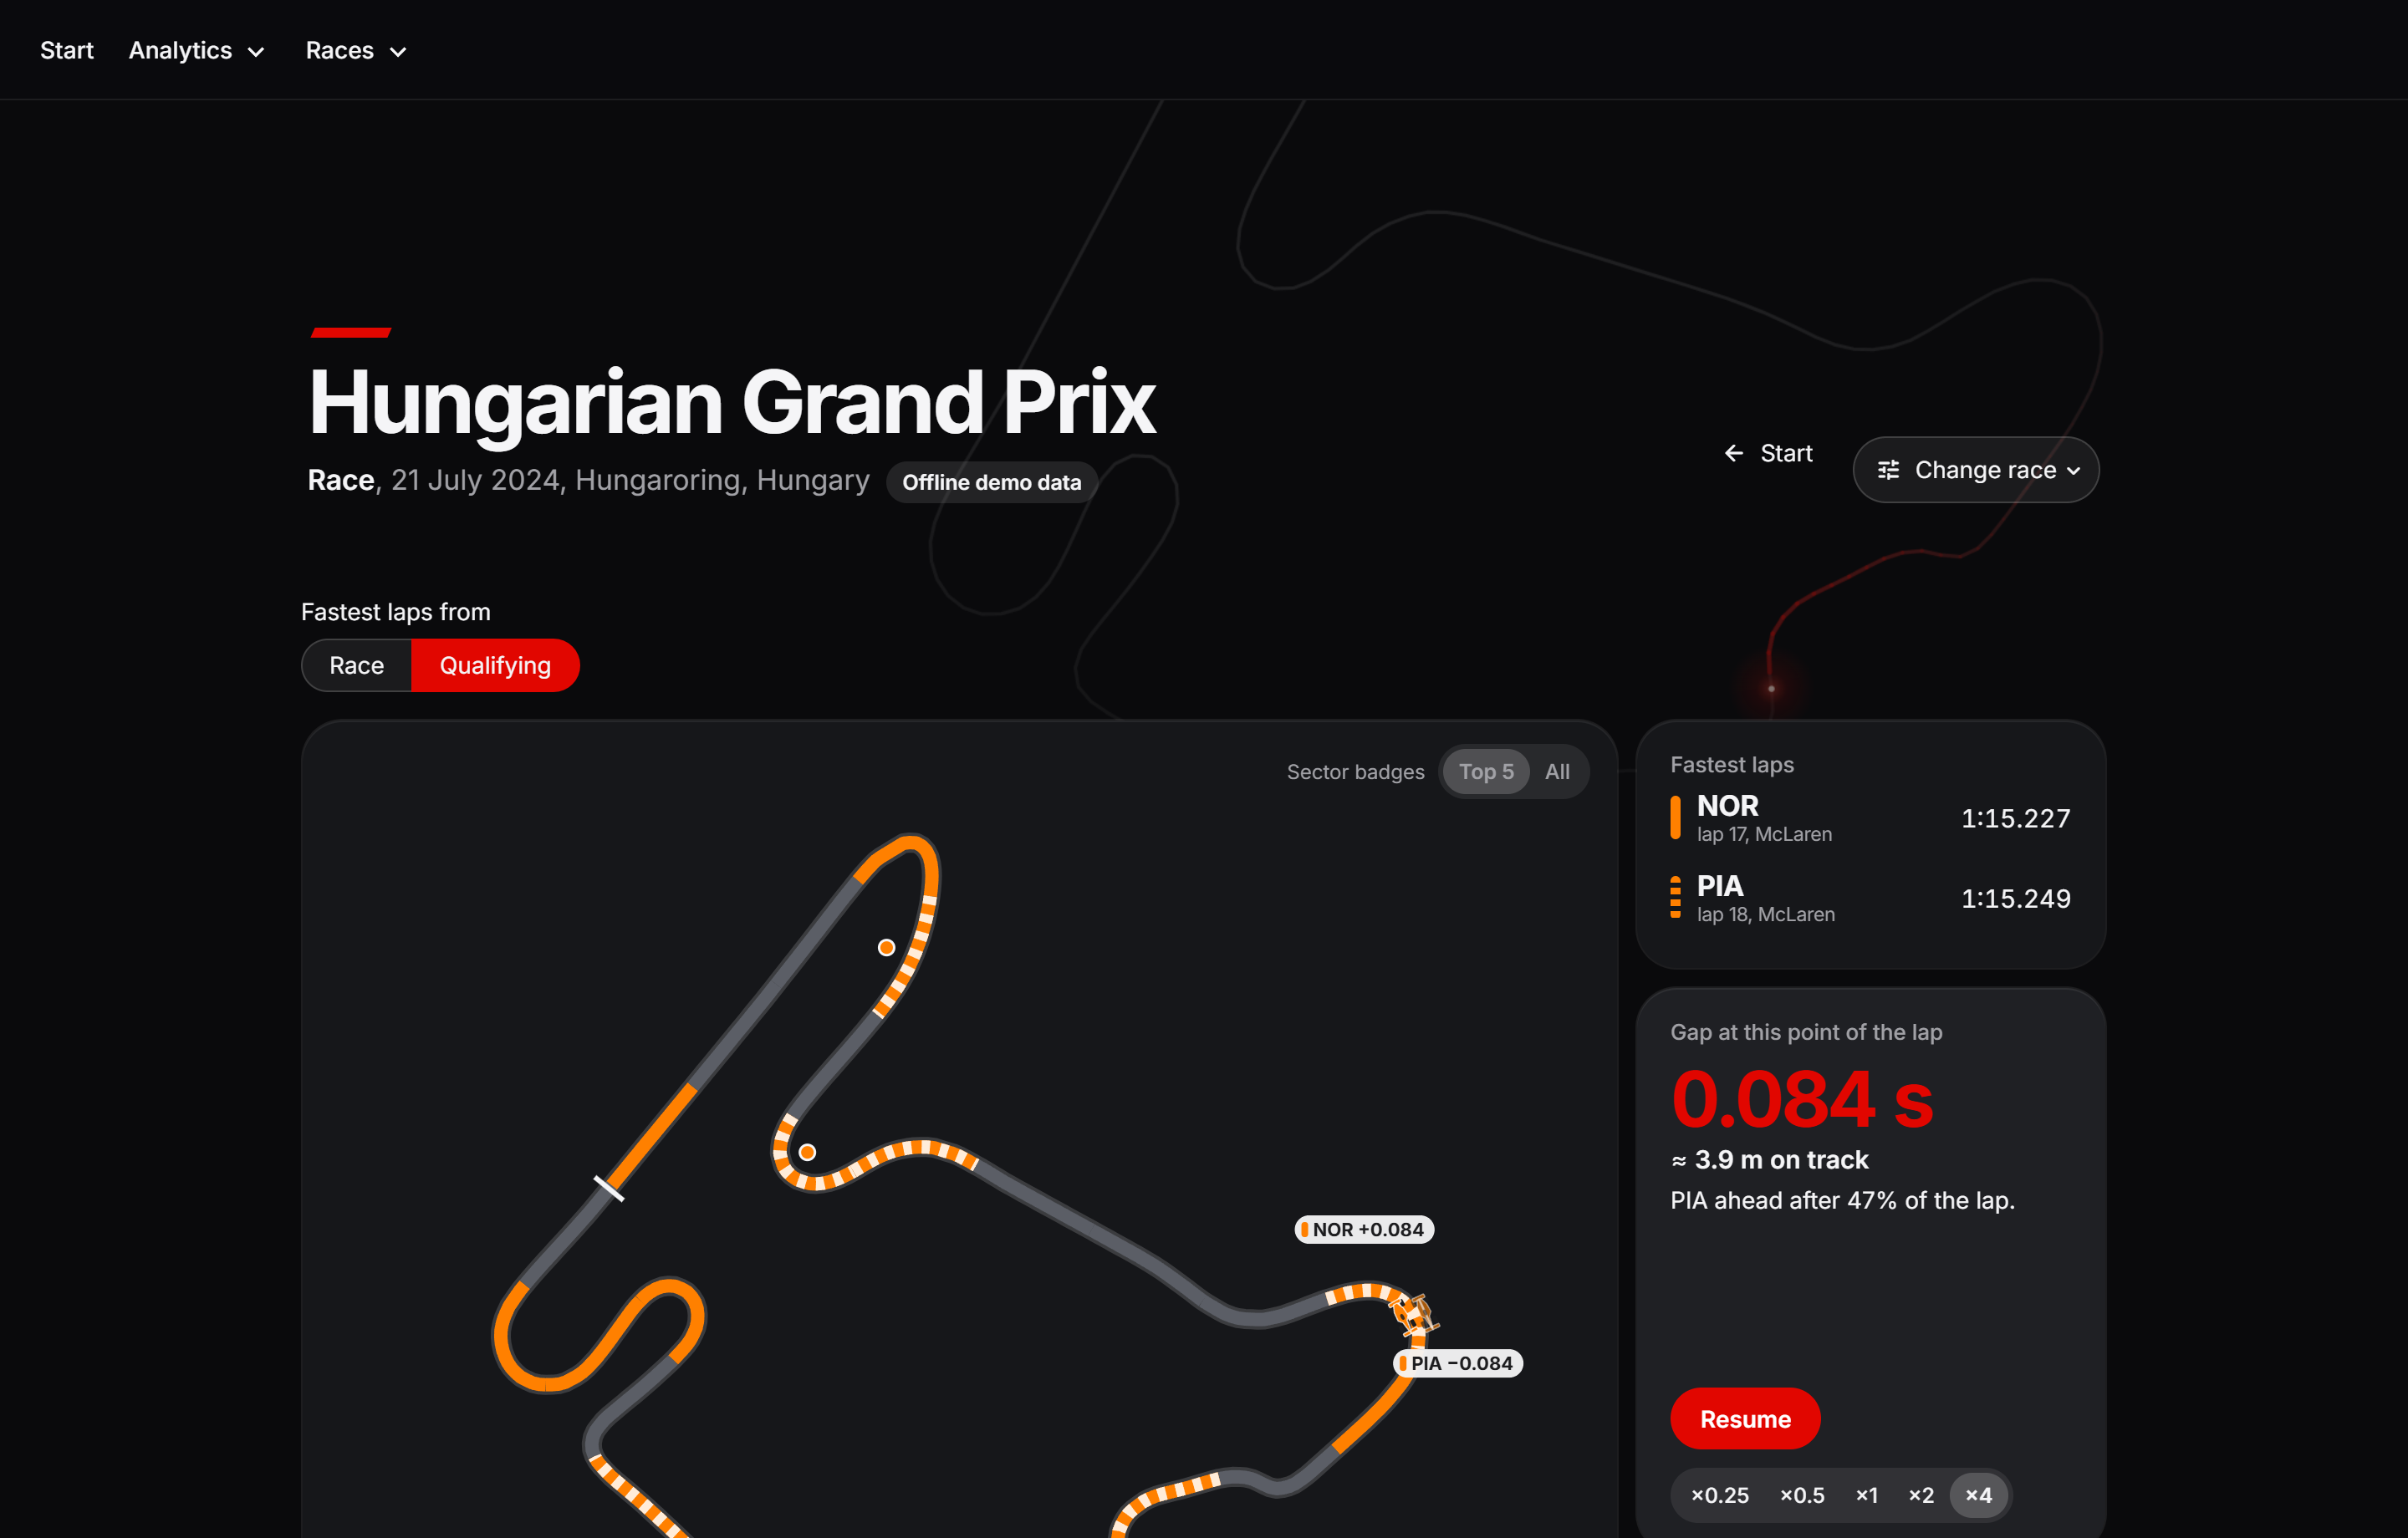 Start Analytics Races
Hungarian Grand Prix
Race, 21 July 2024, Hungaroring, Hungary Offline demo data
← Start Change race
Fastest laps from
Race Qualifying
Sector badges Top 5 All
NOR +0.084
PIA −0.084
Fastest laps
NOR 1:15.227
lap 17, McLaren
PIA 1:15.249
lap 18, McLaren
Gap at this point of the lap
0.084 s
≈ 3.9 m on track
PIA ahead after 47% of the lap.
Resume
×0.25 ×0.5 ×1 ×2 ×4